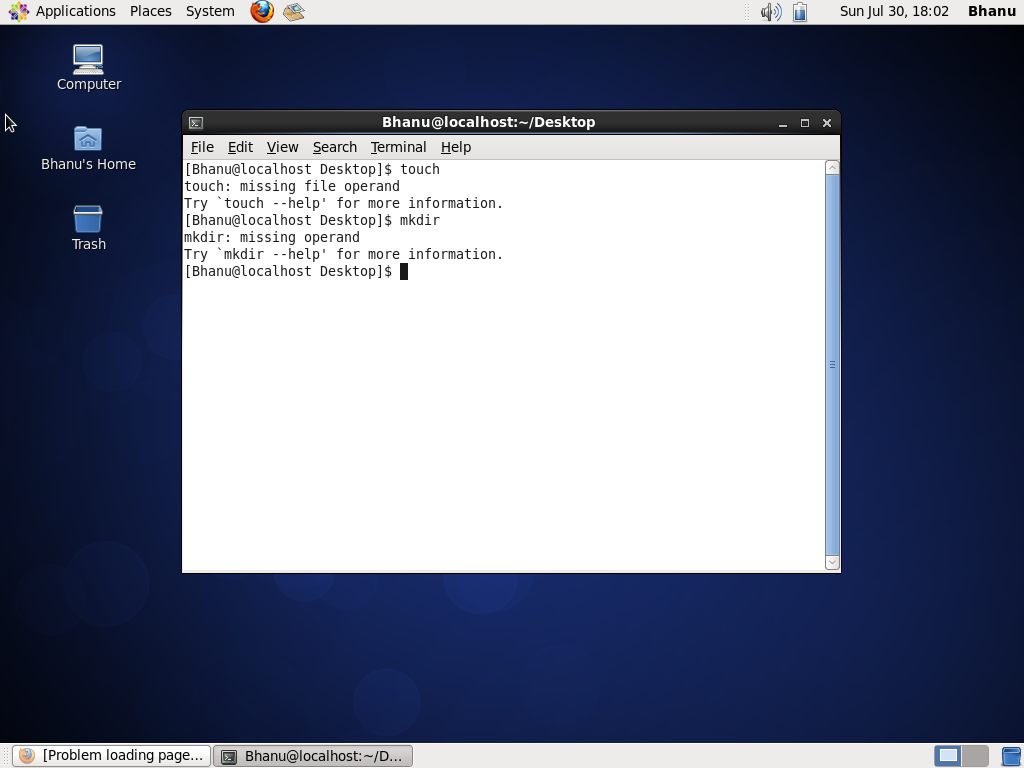 Applications Places System Sun Jul 30, 18:02 Bhanu
Computer
Bhanu's Home
Trash
Bhanu@localhost:~/Desktop
File Edit View Search Terminal Help
[Bhanu@localhost Desktop]$ touch
touch: missing file operand
Try `touch --help' for more information.
[Bhanu@localhost Desktop]$ mkdir
mkdir: missing operand
Try `mkdir --help' for more information.
[Bhanu@localhost Desktop]$
[Problem loading page... Bhanu@localhost:~/D...